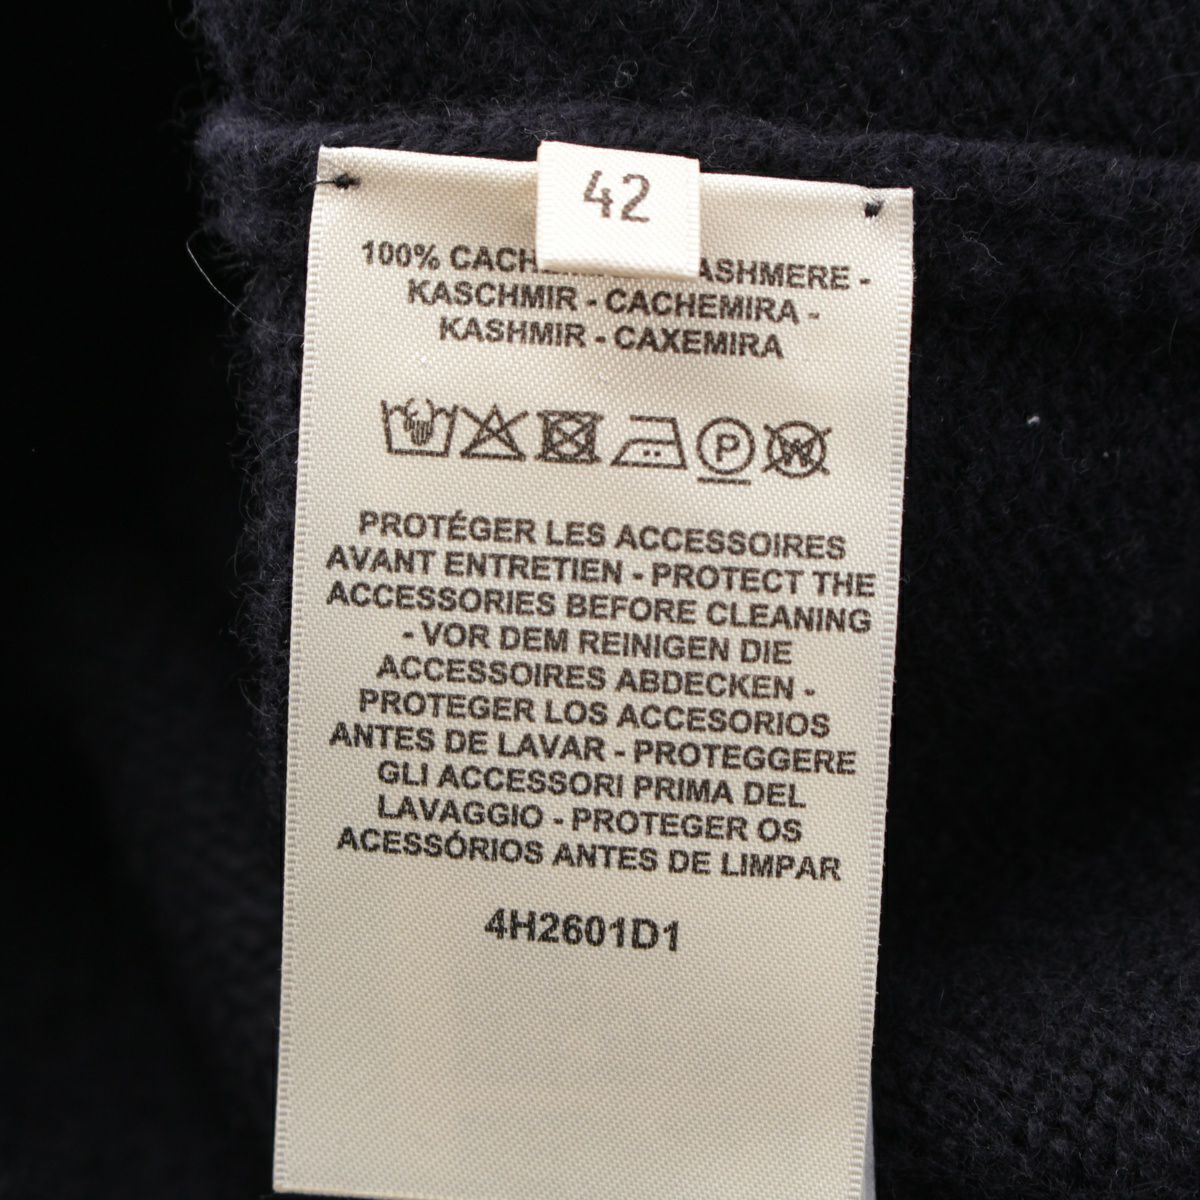 42
100% ASHMERE -
KASCHMIR - CACHEMIRA -
KASHMIR - CAXEMIRA
P W
PROTÉGER LES ACCESSOIRES
AVANT ENTRETIEN - PROTECT THE
ACCESSORIES BEFORE CLEANING
- VOR DEM REINIGEN DIE
ACCESSOIRES ABDECKEN -
PROTEGER LOS ACCESORIOS
ANTES DE LAVAR - PROTEGGERE
GLI ACCESSORI PRIMA DEL
LAVAGGIO - PROTEGER OS
ACESSÓRIOS ANTES DE LIMPAR
4H2601D1